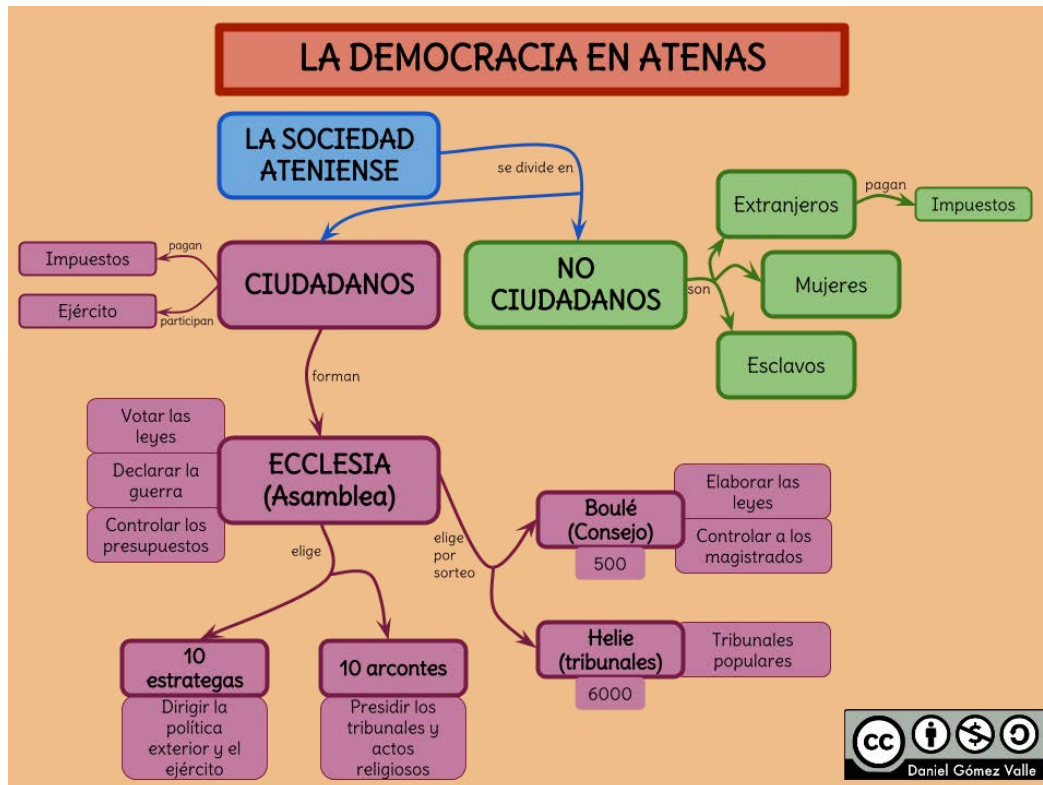 LA DEMOCRACIA EN ATENAS
LA SOCIEDAD
ATENIENSE
se divide en
Extranjeros
pagan
Impuestos
Impuestos
pagan
CIUDADANOS
NO
CIUDADANOS
son
Mujeres
Ejército
participan
Esclavos
forman
Votar las
leyes
Declarar la
guerra
Controlar los
presupuestos
ECCLESIA
(Asamblea)
elige
elige
por
sorteo
Boulé
(Consejo)
500
Elaborar las
leyes
Controlar a los
magistrados
Helie
(tribunales)
6000
Tribunales
populares
10
estrategas
Dirigir la
política
exterior y el
ejército
10 arcontes
Presidir los
tribunales y
actos
religiosos
cc
Daniel Gómez Valle